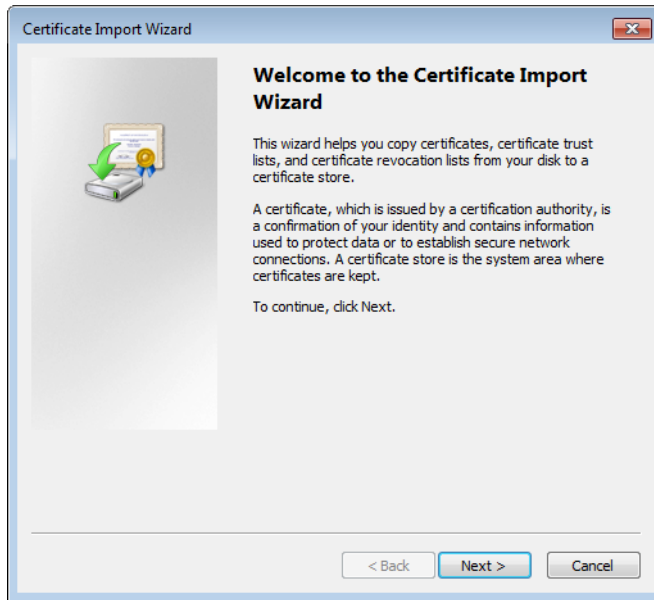 Certificate Import Wizard
Welcome to the Certificate Import
Wizard
This wizard helps you copy certificates, certificate trust
lists, and certificate revocation lists from your disk to a
certificate store.
A certificate, which is issued by a certification authority, is
a confirmation of your identity and contains information
used to protect data or to establish secure network
connections. A certificate store is the system area where
certificates are kept.
To continue, click Next.
< Back Next > Cancel